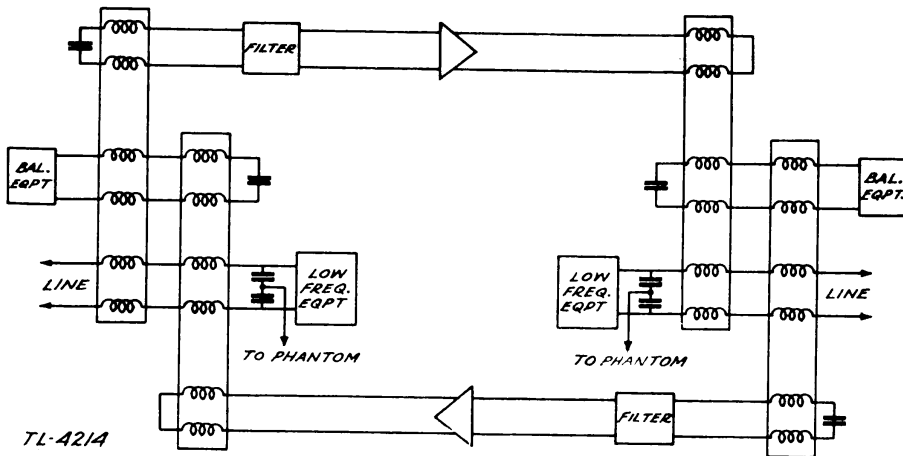 FILTER
BAL.
EQPT
BAL.
EQPT.
LINE
LOW
FREQ.
EQPT
LOW
FREQ.
EQPT
LINE
TO PHANTOM
TO PHANTOM
FILTER
TL-4214